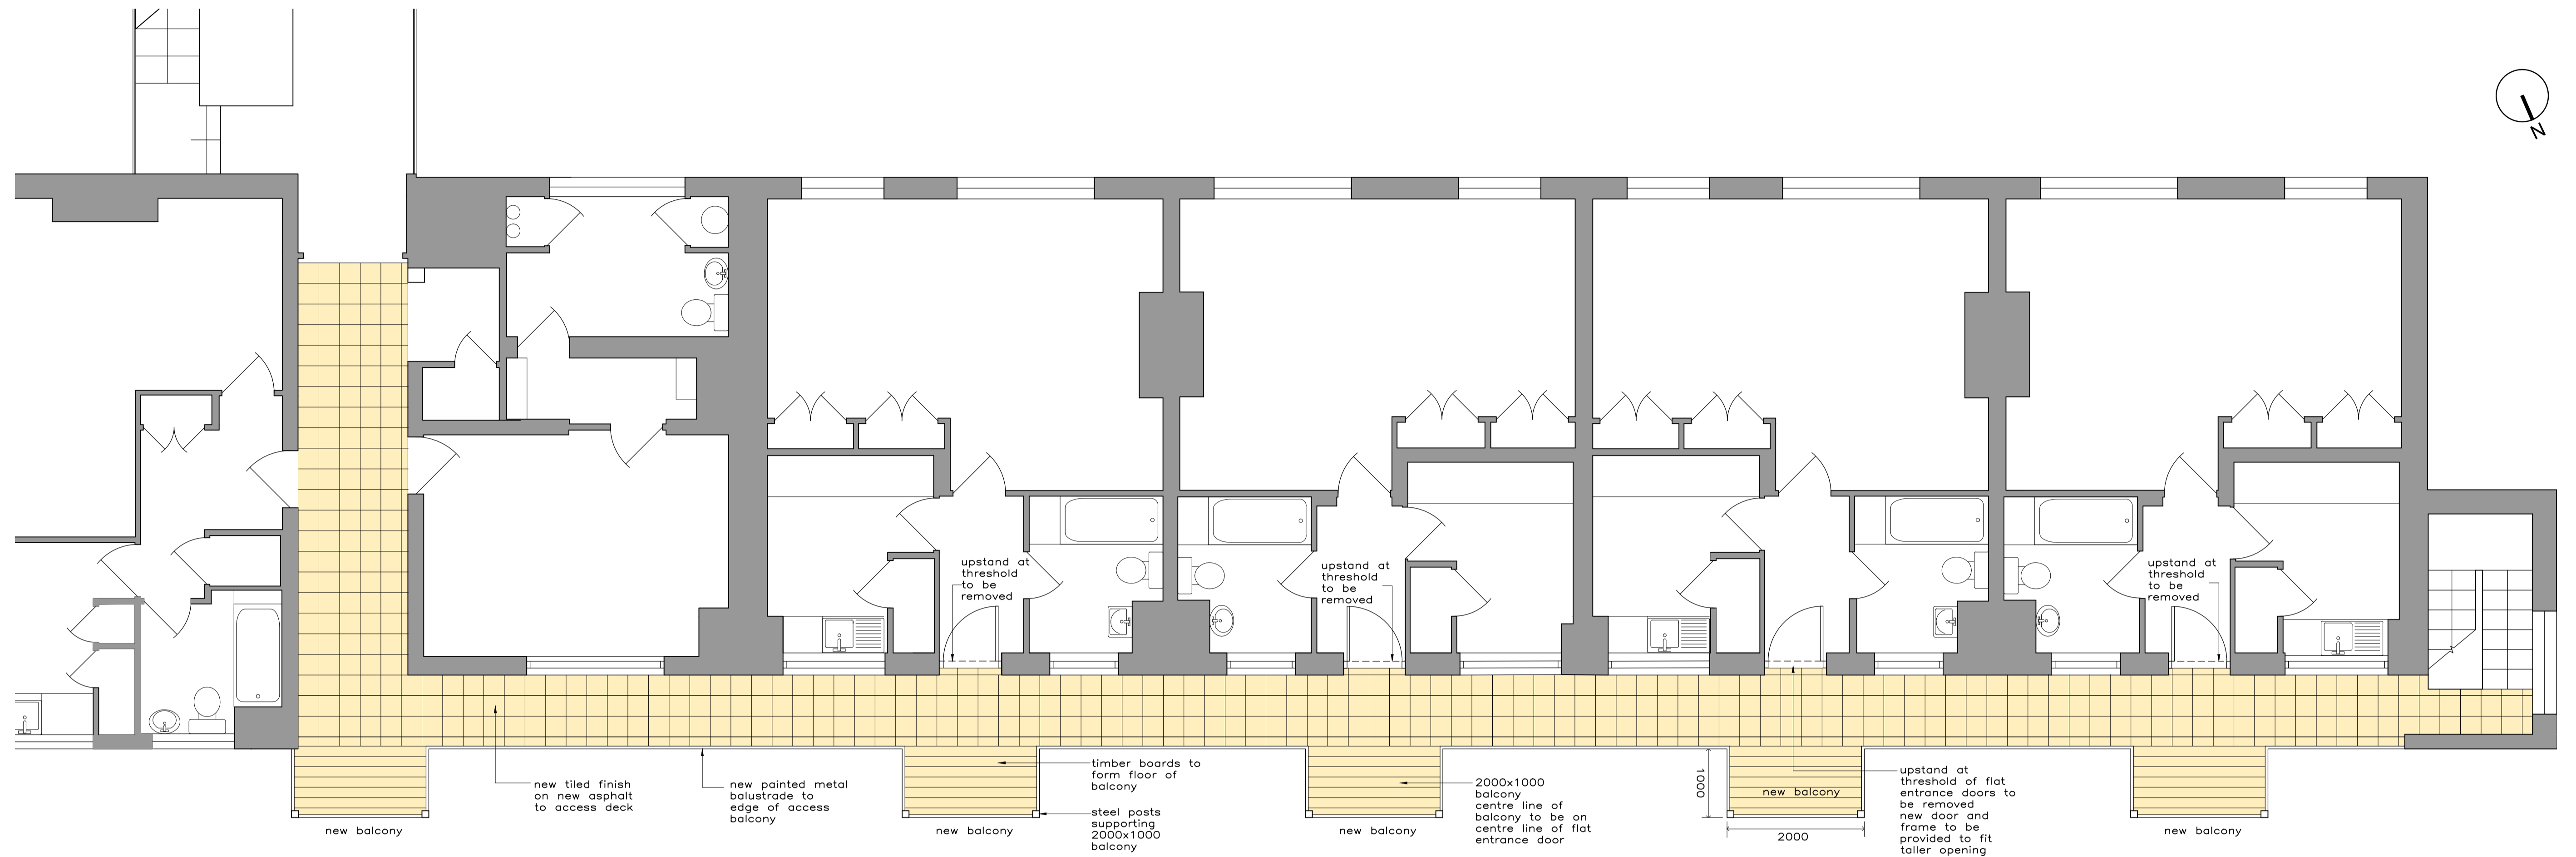 N
upstand at
threshold
to be
removed
upstand at
threshold
to be
removed
upstand at
threshold
to be
removed
new balcony
new tiled finish
on new asphalt
to access deck
new painted metal
balustrade to
edge of access
balcony
new balcony
timber boards to
form floor of
balcony
steel posts
supporting
2000x1000
balcony
new balcony
2000x1000
balcony
centre line of
balcony to be on
centre line of flat
entrance door
1000
new balcony
2000
upstand at
threshold of flat
entrance doors to
be removed
new door and
frame to be
provided to fit
taller opening
new balcony